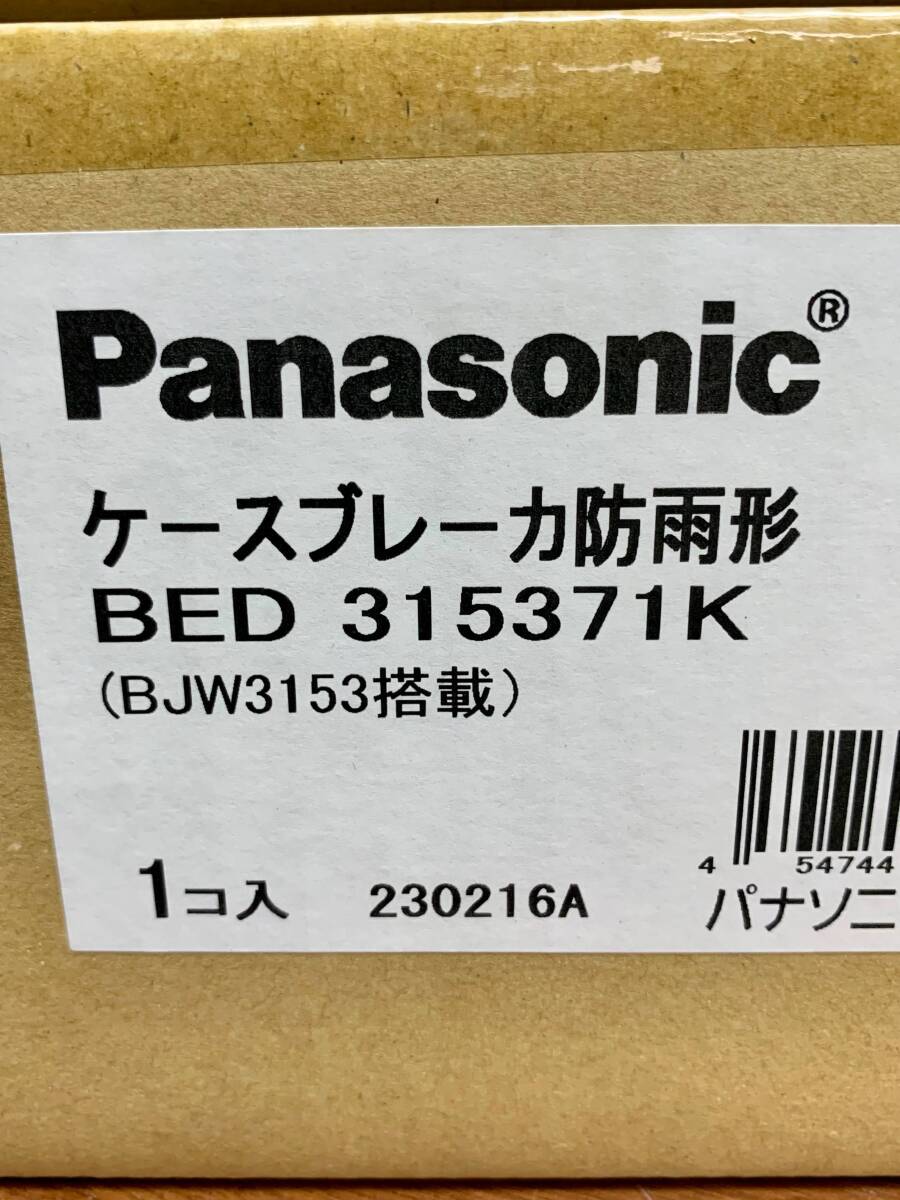 Panasonic®
ケースブレーカ防雨形
BED 315371K
(BJW3153搭載)
4 54744
1コ入 230216A パナソニ